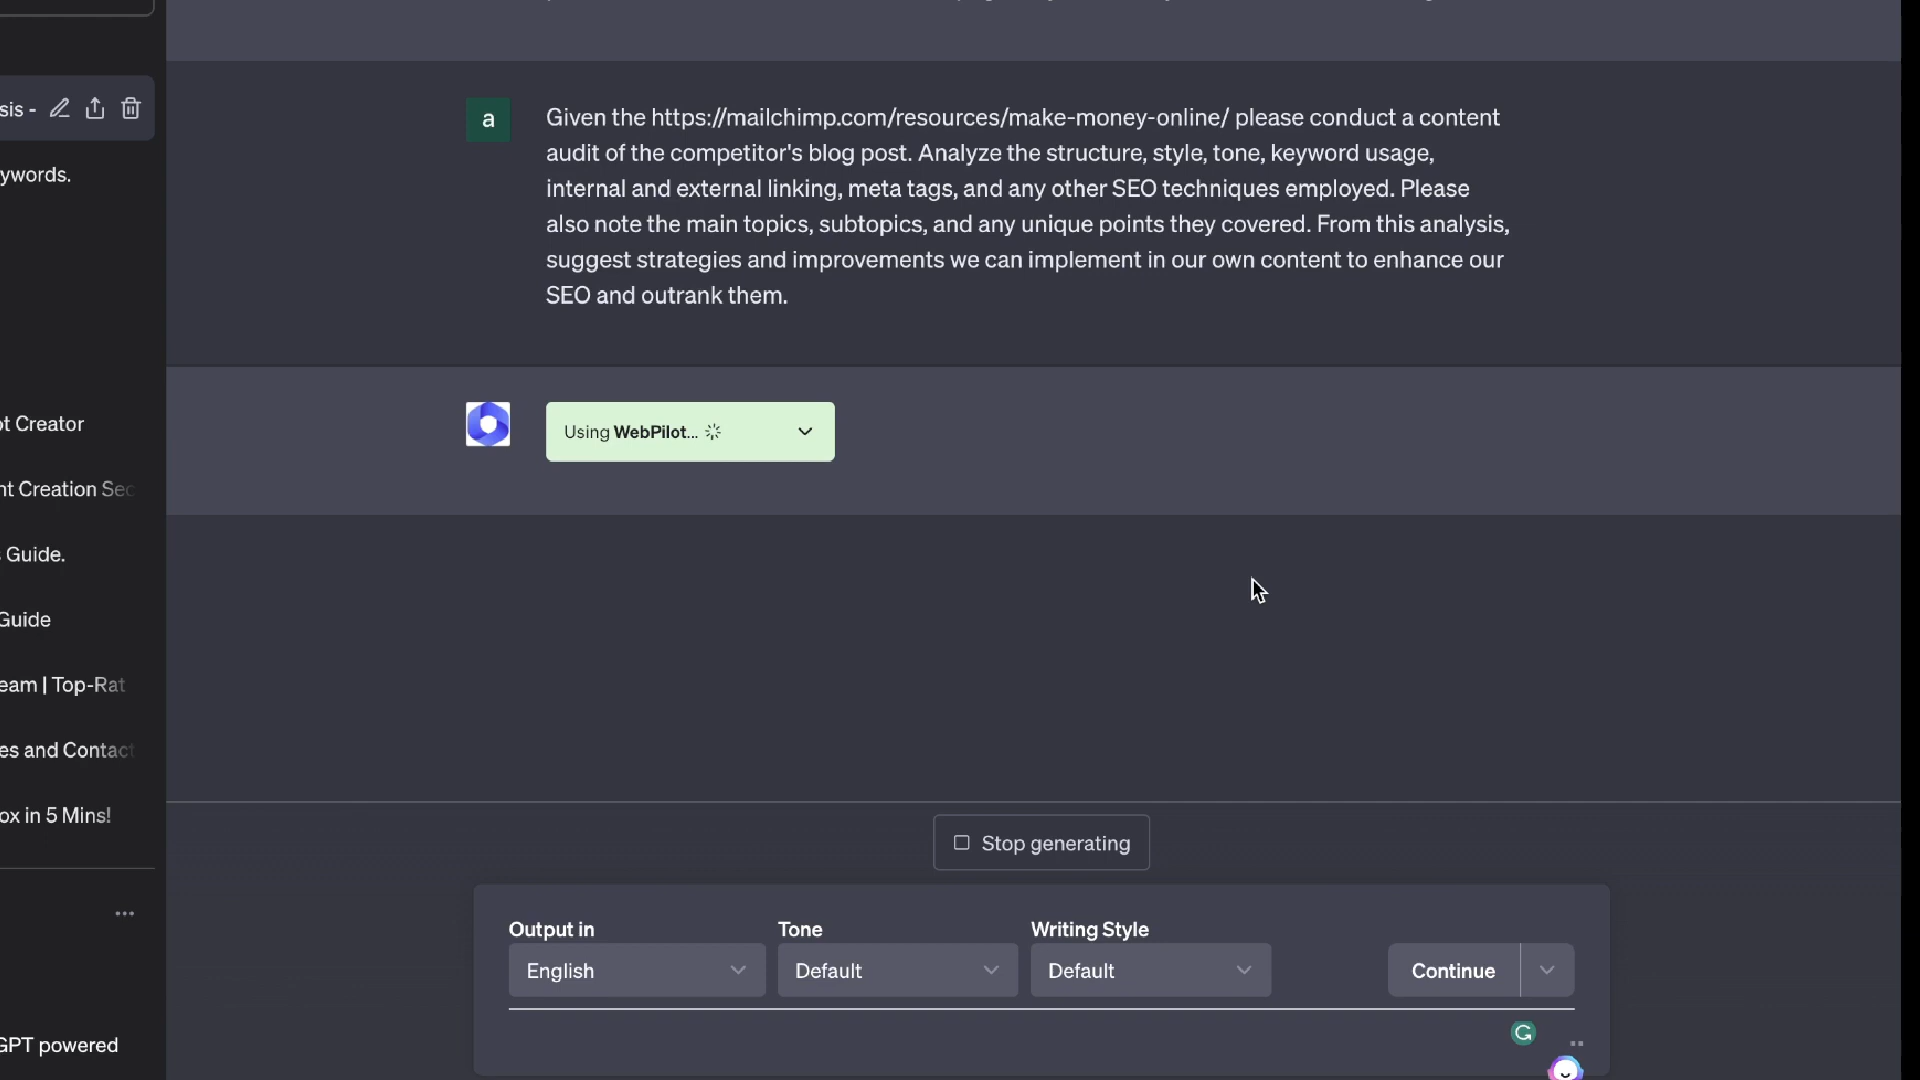 sis -
ywords.
t Creator
nt Creation Sec
s Guide.
Guide
eam | Top-Rat
es and Contact
ox in 5 Mins!
GPT powered
a
Given the https://mailchimp.com/resources/make-money-online/ please conduct a content
audit of the competitor's blog post. Analyze the structure, style, tone, keyword usage,
internal and external linking, meta tags, and any other SEO techniques employed. Please
also note the main topics, subtopics, and any unique points they covered. From this analysis,
suggest strategies and improvements we can implement in our own content to enhance our
SEO and outrank them.
Using WebPilot...
Stop generating
Output in
Tone
Writing Style
English
Default
Default
Continue